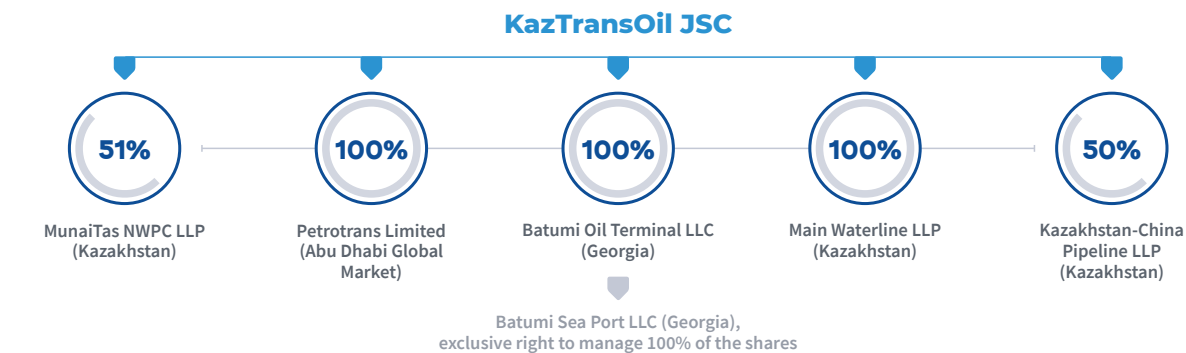 KazTransOil JSC
51%
100%
100%
100%
50%
MunaiTas NWPC LLP
(Kazakhstan)
Petrotrans Limited
(Abu Dhabi Global
Market)
Batumi Oil Terminal LLC
(Georgia)
Main Waterline LLP
(Kazakhstan)
Kazakhstan-China
Pipeline LLP
(Kazakhstan)
Batumi Sea Port LLC (Georgia),
exclusive right to manage 100% of the shares